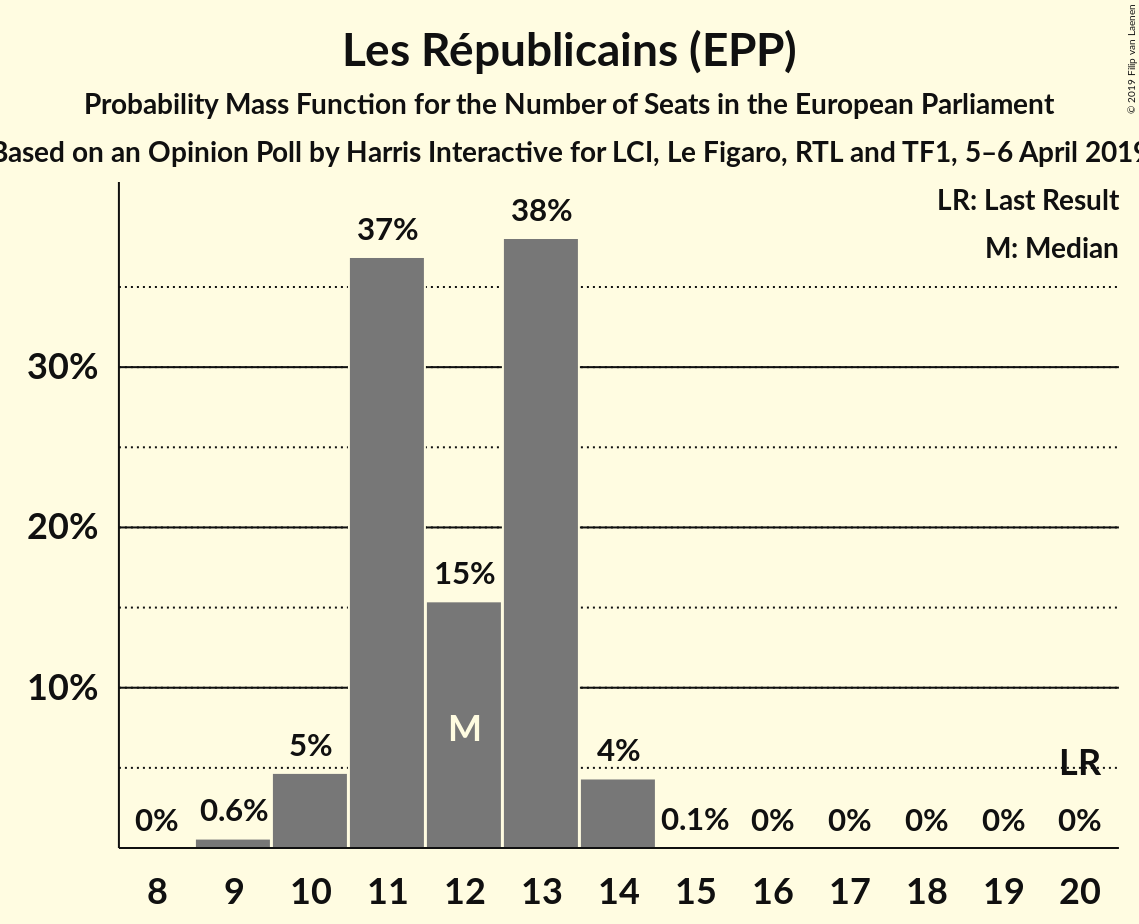 © 2019 Filip van Laenen
Les Républicains (EPP)
Probability Mass Function for the Number of Seats in the European Parliament
Based on an Opinion Poll by Harris Interactive for LCI, Le Figaro, RTL and TF1, 5–6 April 2019
LR: Last Result
M: Median
38%
37%
30%
20%
15%
10%
M
5%
4%
LR
0%
0.6%
0.1%
0%
0%
0%
0%
0%
8 9 10 11 12 13 14 15 16 17 18 19 20